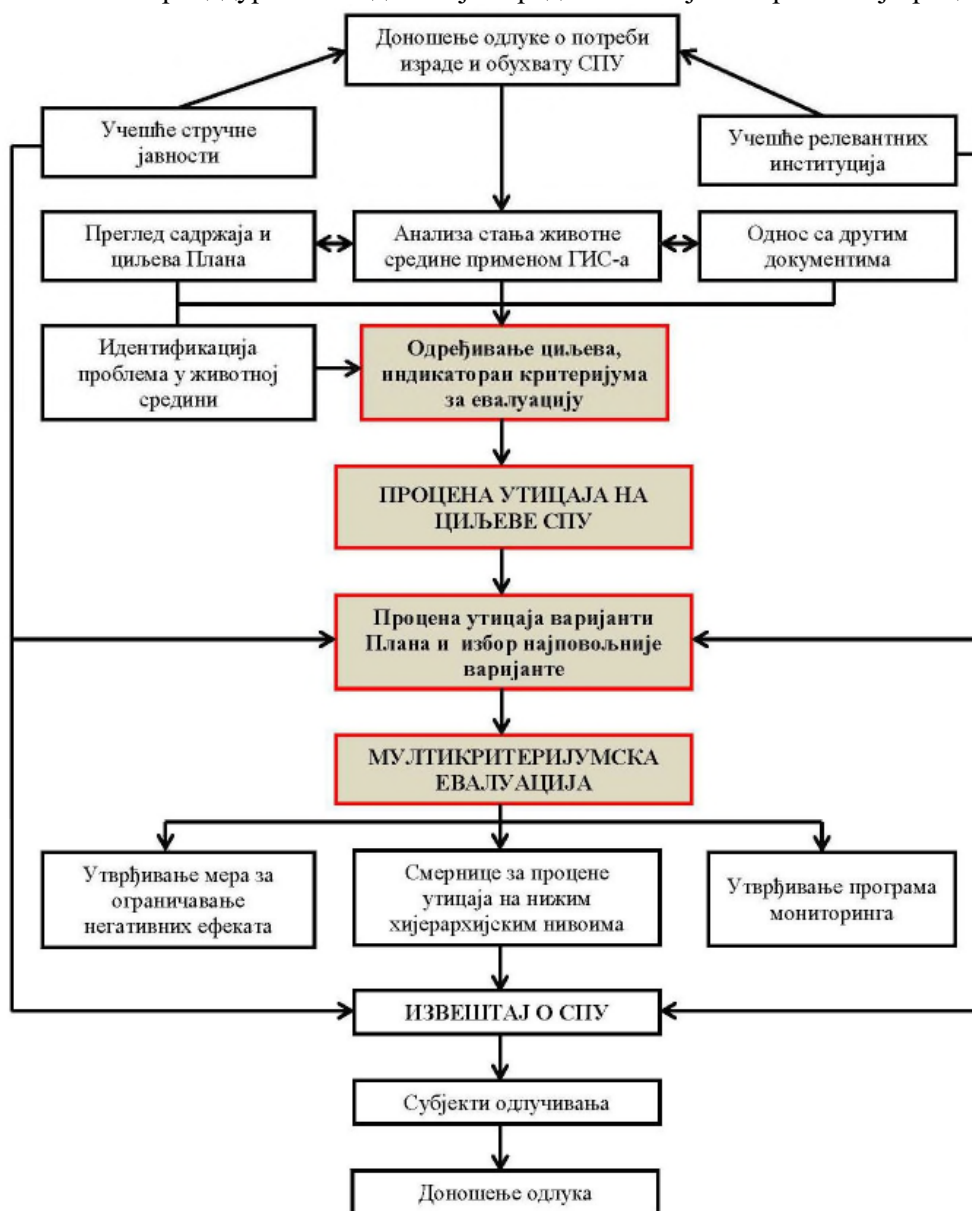 Доношење одлуке о потреби
израде и обухвату СПУ
Учешће стручне
јавности
Учешће релевантних
институција
Преглед садржаја и
циљева Плана
Анализа стања животне
средине применом ГИС-а
Однос са другим
документима
Идентификација
проблема у животној
средини
Одређивање циљева,
индикатораи критеријума
за евалуацију
ПРОЦЕНА УТИЦАЈА НА
ЦИЉЕВЕ СПУ
Процена утицаја варијанти
Плана и избор најповољније
варијанте
МУЛТИКРИТЕРИЈУМСКА
ЕВАЛУАЦИЈА
Утврђивање мера за
ограничавање
негативних ефеката
Смернице за процене
утицаја на нижим
хијерархијским нивоима
Утврђивање програма
мониторинга
ИЗВЕШТАЈ О СПУ
Субјекти одлучивања
Доношење одлука